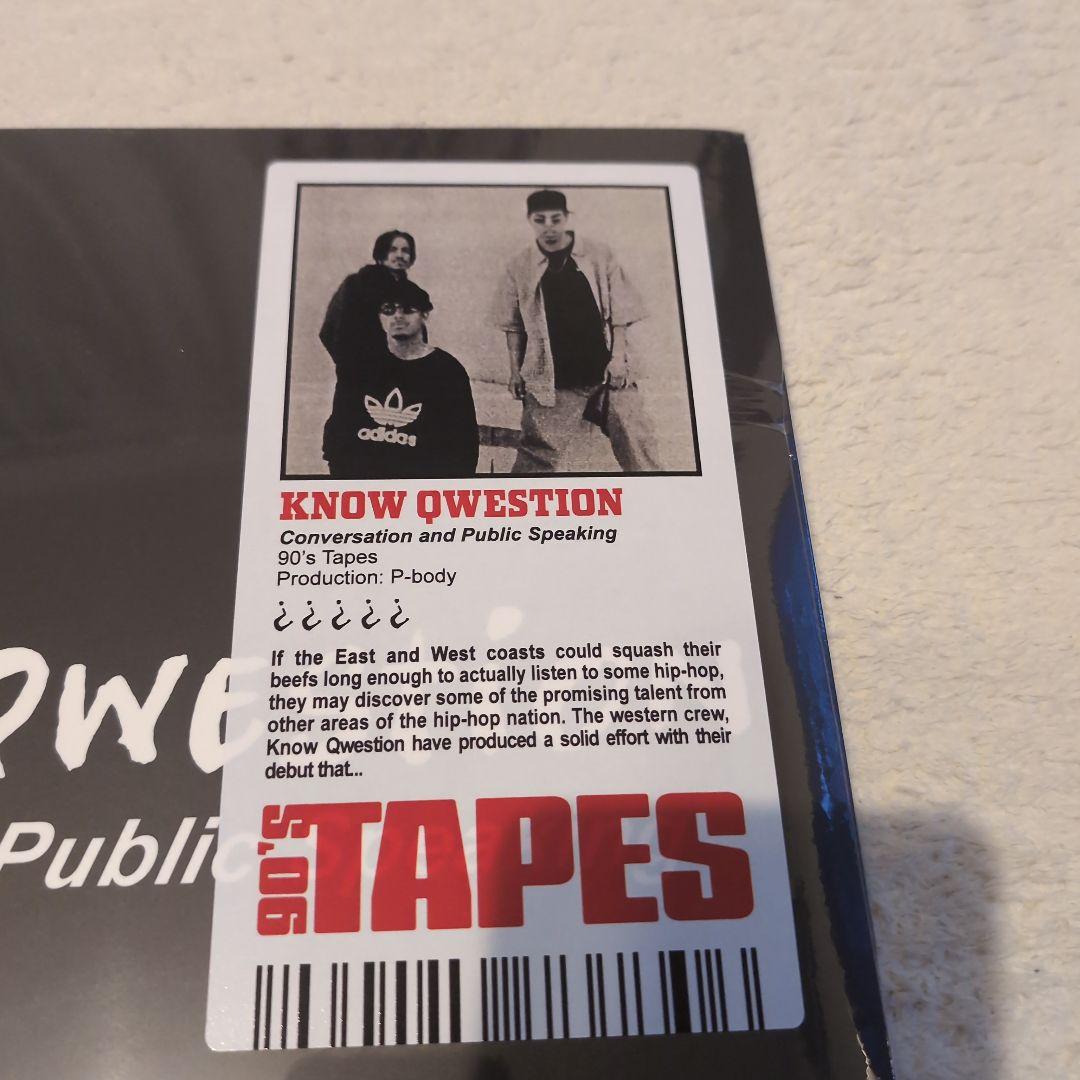 adidas
KNOW QWESTION
Conversation and Public Speaking
90's Tapes
Production: P-body
¿ ¿ ¿ ¿ ¿
If the East and West coasts could squash their
beefs long enough to actually listen to some hip-hop,
they may discover some of the promising talent from
other areas of the hip-hop nation. The western crew,
Know Qwestion have produced a solid effort with their
debut that...
90'S TAPES
Qwestion
Public Speaking